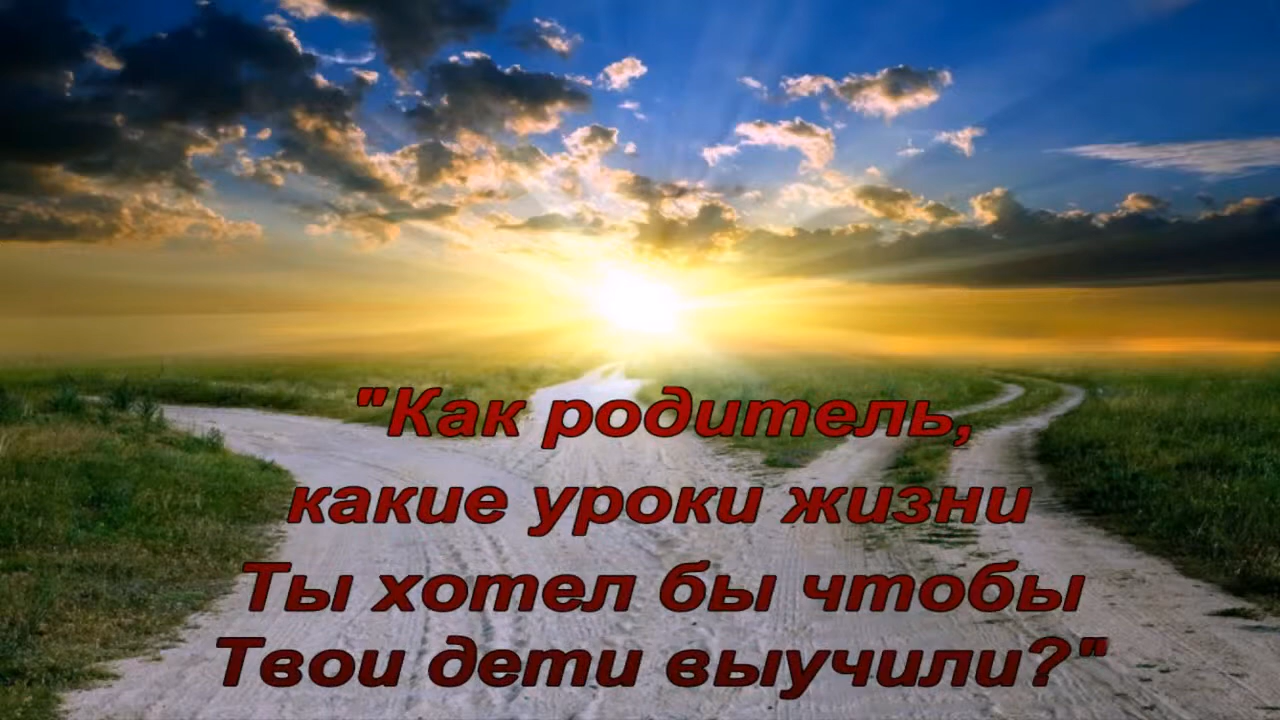 "Как родитель,
какие уроки жизни
Ты хотел бы чтобы
Твои дети выучили?"